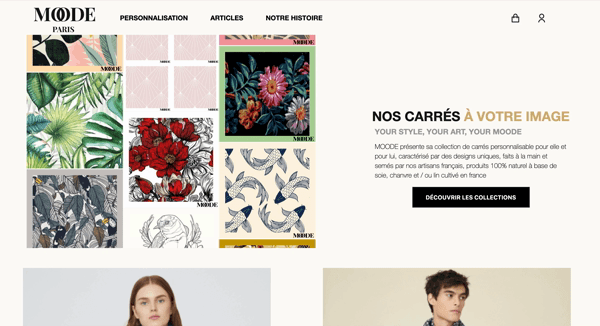 MOODE
PARIS
PERSONNALISATION
ARTICLES
NOTRE HISTOIRE
MOODE
MOODE
MOODE
MOODE
MOODE
NOS CARRÉS À VOTRE IMAGE
YOUR STYLE, YOUR ART, YOUR MOODE
MOODE présente sa collection de carrés personnalisable pour elle et
pour lui, caractérisé par des designs uniques, faits à la main et
semés par nos artisans français, produits 100% naturel à base de
soie, chanvre et / ou lin cultivé en france
DÉCOUVRIR LES COLLECTIONS